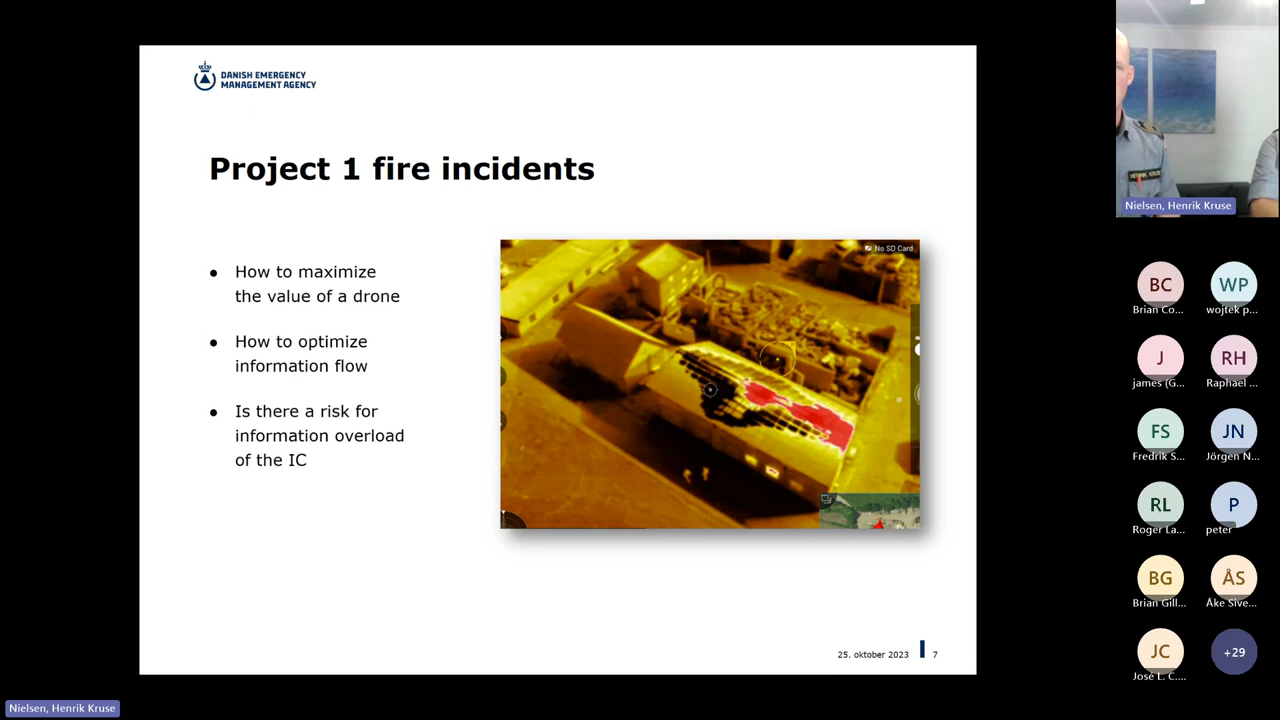 DANISH EMERGENCY
MANAGEMENT AGENCY
Project 1 fire incidents
● How to maximize
the value of a drone
● How to optimize
information flow
● Is there a risk for
information overload
of the IC
No SD Card
25. oktober 2023
7
HENRIK KRUSE
Nielsen, Henrik Kruse
BC
Brian Co...
WP
wojtek p...
J
james (G...
RH
Raphael ...
FS
Fredrik S...
JN
Jörgen N...
RL
Roger La...
P
peter
BG
Brian Gill...
ÅS
Åke Sive...
JC
José L. C....
+29
Nielsen, Henrik Kruse